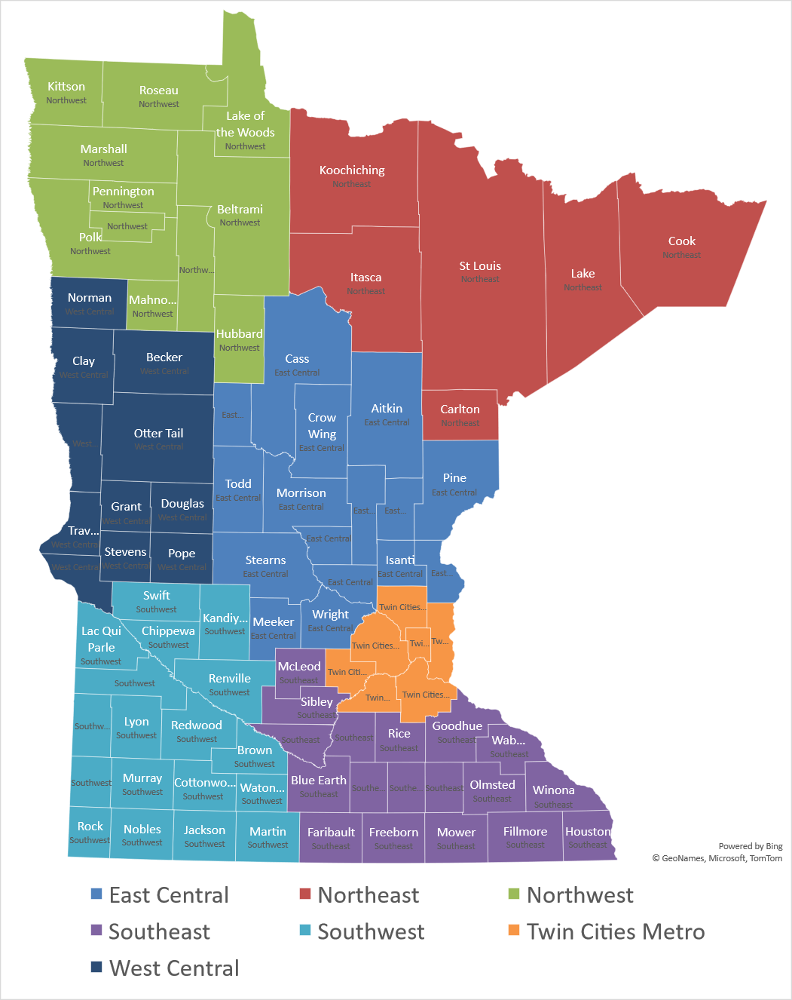 Kittson
Northwest
Roseau
Northwest
Lake of
the Woods
Northwest
Marshall
Northwest
Koochiching
Northeast
Pennington
Northwest
Beltrami
Northwest
Northwest
Polk
Northwest
Cook
Northeast
St Louis
Northeast
Lake
Northeast
Itasca
Northeast
Northw...
Norman
West Central
Mahno...
Northwest
Hubbard
Northwest
Clay
West Central
Becker
West Central
Cass
East Central
East...
Crow
Wing
East Central
Aitkin
East Central
Carlton
Northeast
West...
Otter Tail
West Central
Todd
East Central
Morrison
East Central
Pine
East Central
Grant
West Central
Douglas
West Central
East...
East...
Trav...
West Central
East Central
Stevens
West Central
Pope
West Central
West Central
Stearns
East Central
Isanti
East Central
East...
East Central
Swift
Southwest
Kandiy...
Southwest
Meeker
East Central
Wright
East Central
Twin Cities...
Lac Qui
Parle
Southwest
Chippewa
Southwest
Twin Cities...
Twi...
Tw...
McLeod
Southeast
Twin Citi...
Renville
Southwest
Southwest
Twin...
Twin Cities...
Sibley
Southeast
Southw...
Lyon
Southwest
Redwood
Southwest
Southeast
Southeast
Rice
Southeast
Goodhue
Southeast
Wab...
Southeast
Brown
Southwest
Southwest
Murray
Southwest
Cottonwo...
Southwest
Waton...
Southwest
Blue Earth
Southeast
Southe...
Southe...
Southeast
Olmsted
Southeast
Winona
Southeast
Rock
Southwest
Nobles
Southwest
Jackson
Southwest
Martin
Southwest
Faribault
Southeast
Freeborn
Southeast
Mower
Southeast
Fillmore
Southeast
Houston
Southeast
Powered by Bing
© GeoNames, Microsoft, TomTom
East Central
Northeast
Northwest
Southeast
Southwest
Twin Cities Metro
West Central